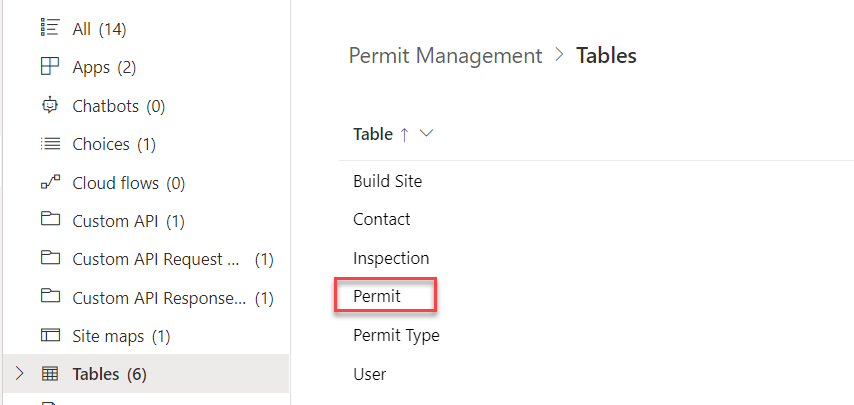 All (14)
Apps (2)
Chatbots (0)
Choices (1)
Cloud flows (0)
Custom API (1)
Custom API Request ... (1)
Custom API Response... (1)
Site maps (1)
Tables (6)
Permit Management > Tables
Table ↑
Build Site
Contact
Inspection
Permit
Permit Type
User